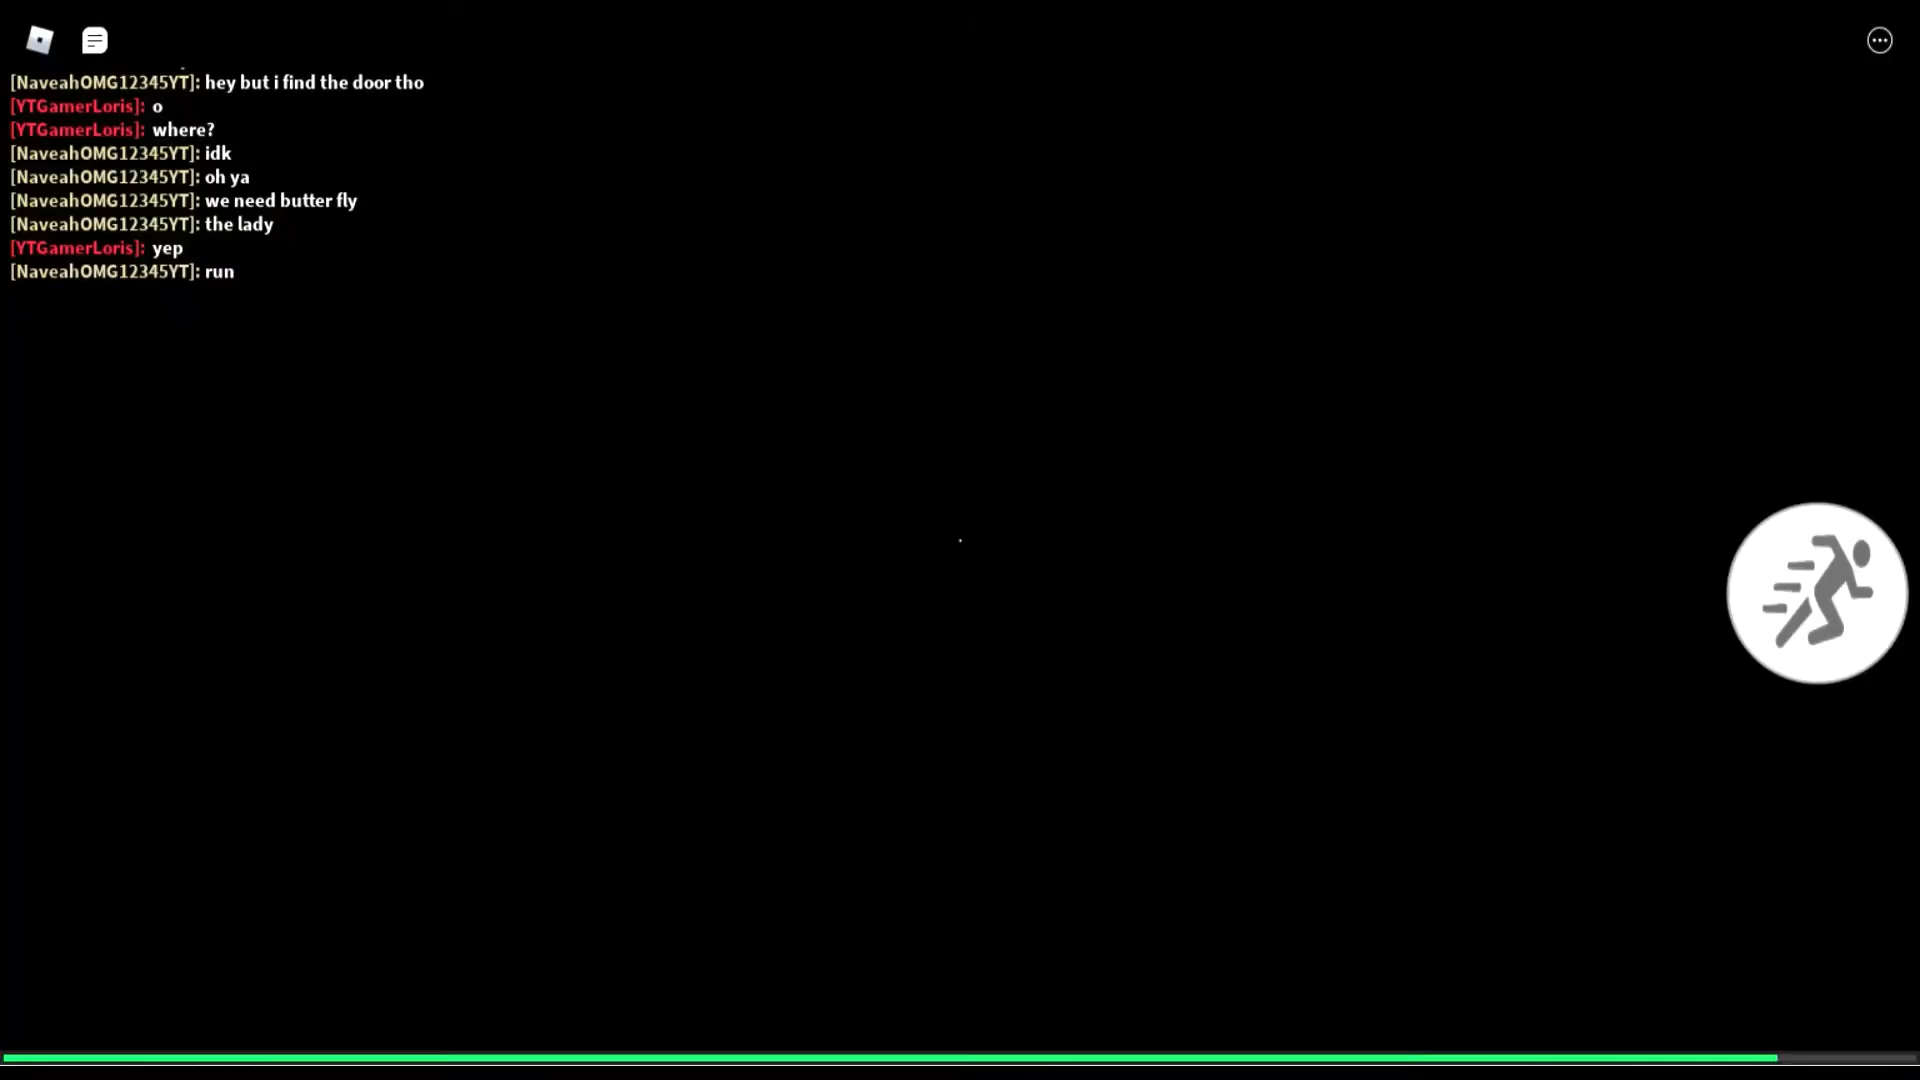 [NaveahOMG12345YT]: hey but i find the door tho
[YTGamerLoris]: o
[YTGamerLoris]: where?
[NaveahOMG12345YT]: idk
[NaveahOMG12345YT]: oh ya
[NaveahOMG12345YT]: we need butter fly
[NaveahOMG12345YT]: the lady
[YTGamerLoris]: yep
[NaveahOMG12345YT]: run